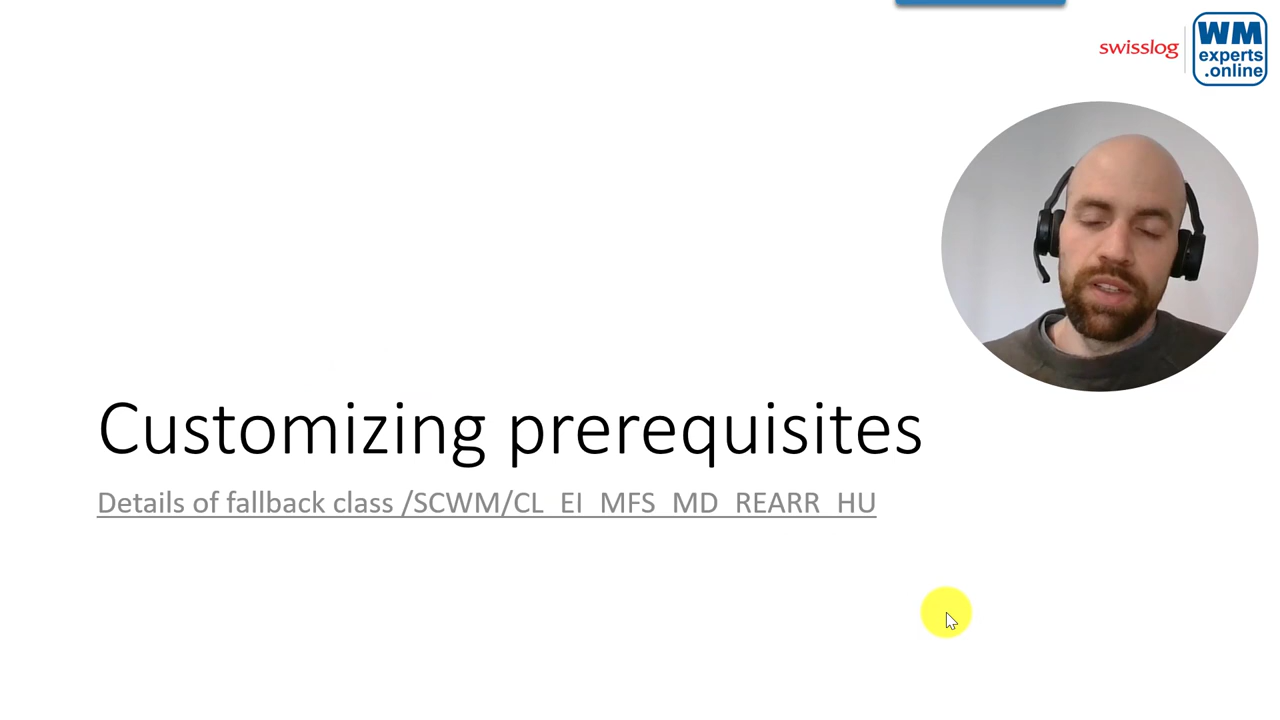 swisslog
WM
experts
.online
Customizing prerequisites
Details of fallback class /SCWM/CL_EI_MFS_MD_REARR_HU